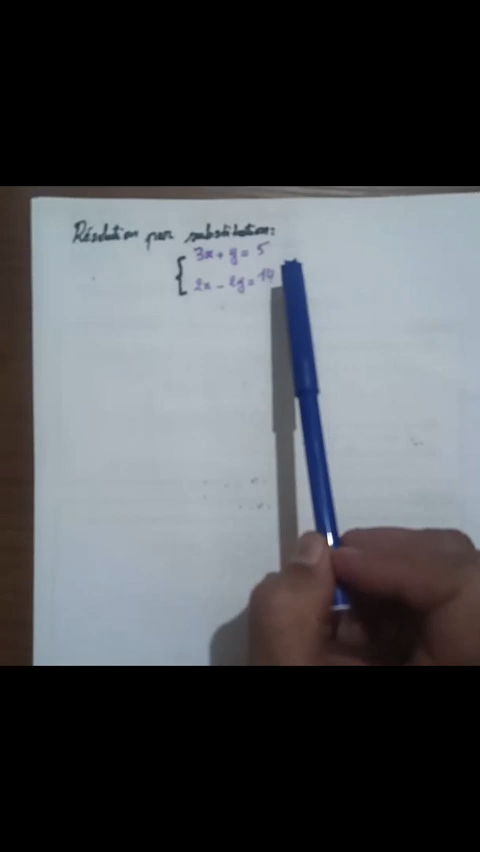 Résolution par substitution:
3x + y = 5
2x - 2y = 14